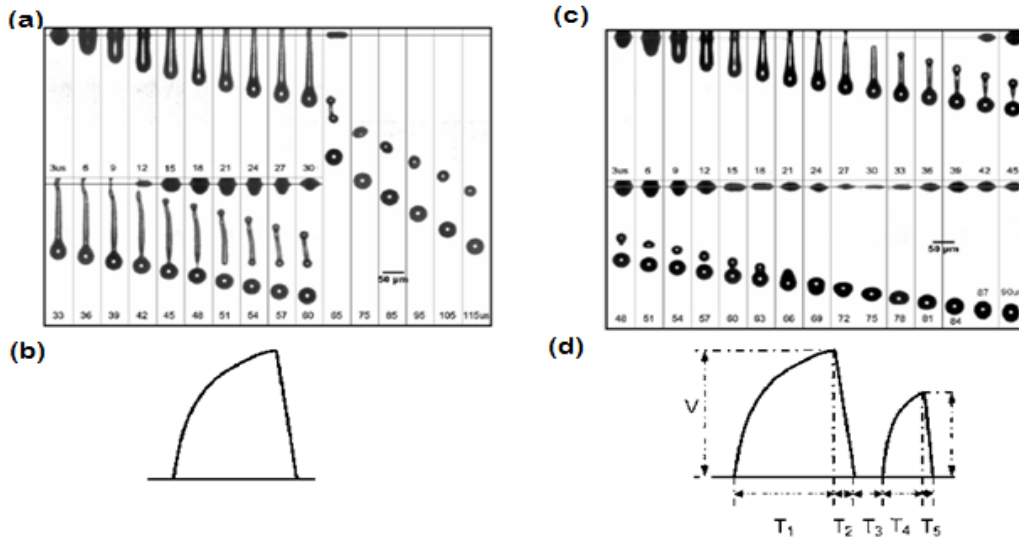 (a)
3us 6 9 12 15 18 21 24 27 30
33 36 39 42 45 48 51 54 57 60 65 75 85 95 105 115us
50 µm
(b)
(c)
3us 6 9 12 15 18 21 24 27 30 33 36 39 42 45
50 µm
48 51 54 57 60 63 66 69 72 75 78 81 84 87 90us
(d)
V
T1 T2 T3 T4 T5